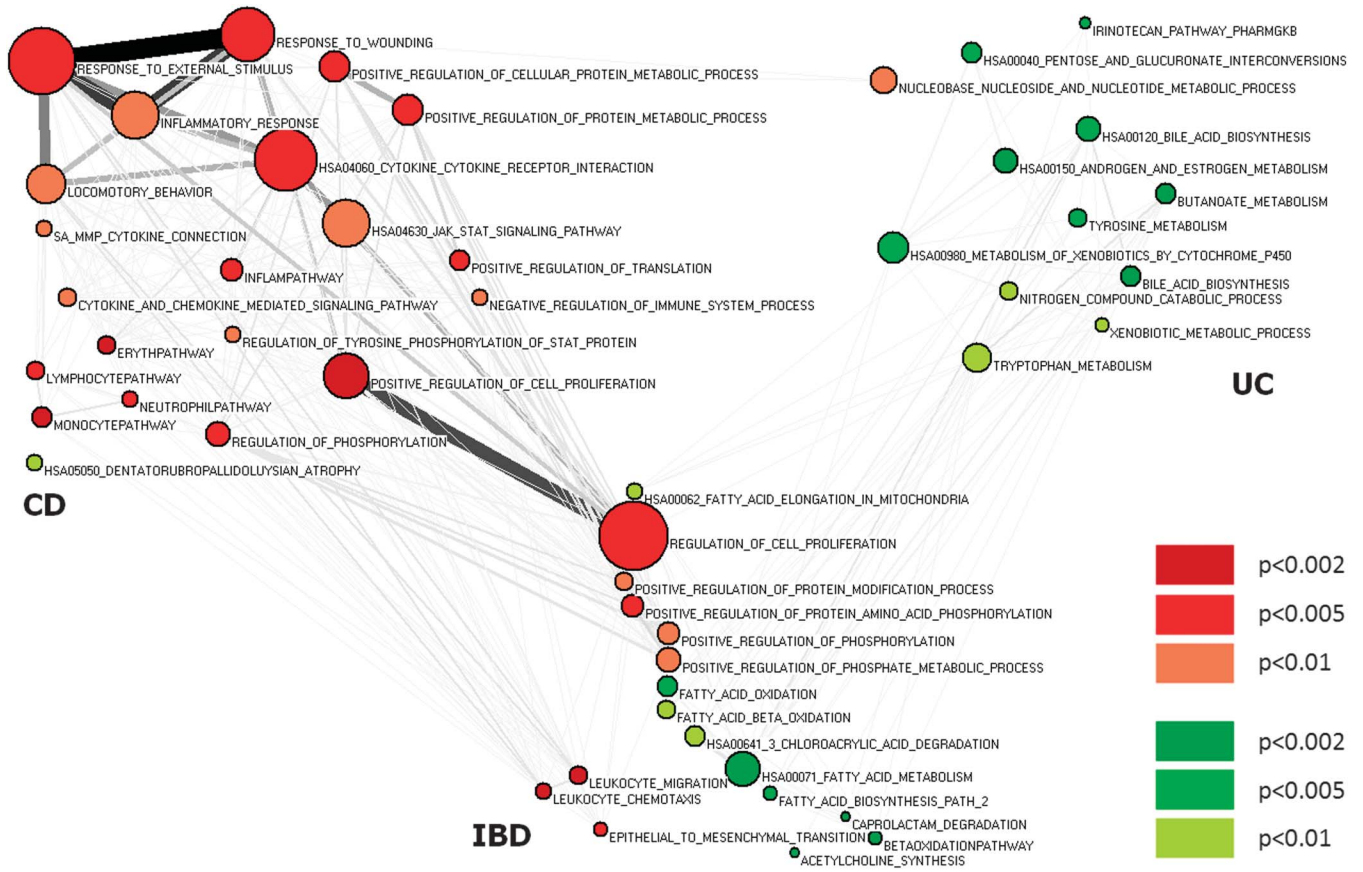 RESPONSE_TO_WOUNDING
RESPONSE_TO_EXTERNAL_STIMULUS
POSITIVE_REGULATION_OF_CELLULAR_PROTEIN_METABOLIC_PROCESS
INFLAMMATORY_RESPONSE
POSITIVE_REGULATION_OF_PROTEIN_METABOLIC_PROCESS
HSA04060_CYTOKINE_CYTOKINE_RECEPTOR_INTERACTION
LOCOMOTORY_BEHAVIOR
SA_MMP_CYTOKINE_CONNECTION
HSA04630_JAK_STAT_SIGNALING_PATHWAY
INFLAMPATHWAY
POSITIVE_REGULATION_OF_TRANSLATION
CYTOKINE_AND_CHEMOKINE_MEDIATED_SIGNALING_PATHWAY
NEGATIVE_REGULATION_OF_IMMUNE_SYSTEM_PROCESS
REGULATION_OF_TYROSINE_PHOSPHORYLATION_OF_STAT_PROTEIN
ERYTHPATHWAY
LYMPHOCYTEPATHWAY
POSITIVE_REGULATION_OF_CELL_PROLIFERATION
NEUTROPHILPATHWAY
MONOCYTEPATHWAY
REGULATION_OF_PHOSPHORYLATION
HSA05050_DENTATORUBROPALLIDOLUYSIAN_ATROPHY
CD
IRINOTECAN_PATHWAY_PHARMGKB
HSA00040_PENTOSE_AND_GLUCURONATE_INTERCONVERSIONS
NUCLEOBASE_NUCLEOSIDE_AND_NUCLEOTIDE_METABOLIC_PROCESS
HSA00120_BILE_ACID_BIOSYNTHESIS
HSA00150_ANDROGEN_AND_ESTROGEN_METABOLISM
BUTANOATE_METABOLISM
TYROSINE_METABOLISM
HSA00980_METABOLISM_OF_XENOBIOTICS_BY_CYTOCHROME_P450
BILE_ACID_BIOSYNTHESIS
NITROGEN_COMPOUND_CATABOLIC_PROCESS
XENOBIOTIC_METABOLIC_PROCESS
TRYPTOPHAN_METABOLISM
UC
HSA00062_FATTY_ACID_ELONGATION_IN_MITOCHONDRIA
REGULATION_OF_CELL_PROLIFERATION
POSITIVE_REGULATION_OF_PROTEIN_MODIFICATION_PROCESS
POSITIVE_REGULATION_OF_PROTEIN_AMINO_ACID_PHOSPHORYLATION
POSITIVE_REGULATION_OF_PHOSPHORYLATION
POSITIVE_REGULATION_OF_PHOSPHATE_METABOLIC_PROCESS
FATTY_ACID_OXIDATION
FATTY_ACID_BETA_OXIDATION
HSA00641_3_CHLOROACRYLIC_ACID_DEGRADATION
HSA00071_FATTY_ACID_METABOLISM
LEUKOCYTE_MIGRATION
LEUKOCYTE_CHEMOTAXIS
FATTY_ACID_BIOSYNTHESIS_PATH_2
CAPROLACTAM_DEGRADATION
EPITHELIAL_TO_MESENCHYMAL_TRANSITION
BETAOXIDATIONPATHWAY
ACETYLCHOLINE_SYNTHESIS
IBD
p<0.002
p<0.005
p<0.01
p<0.002
p<0.005
p<0.01